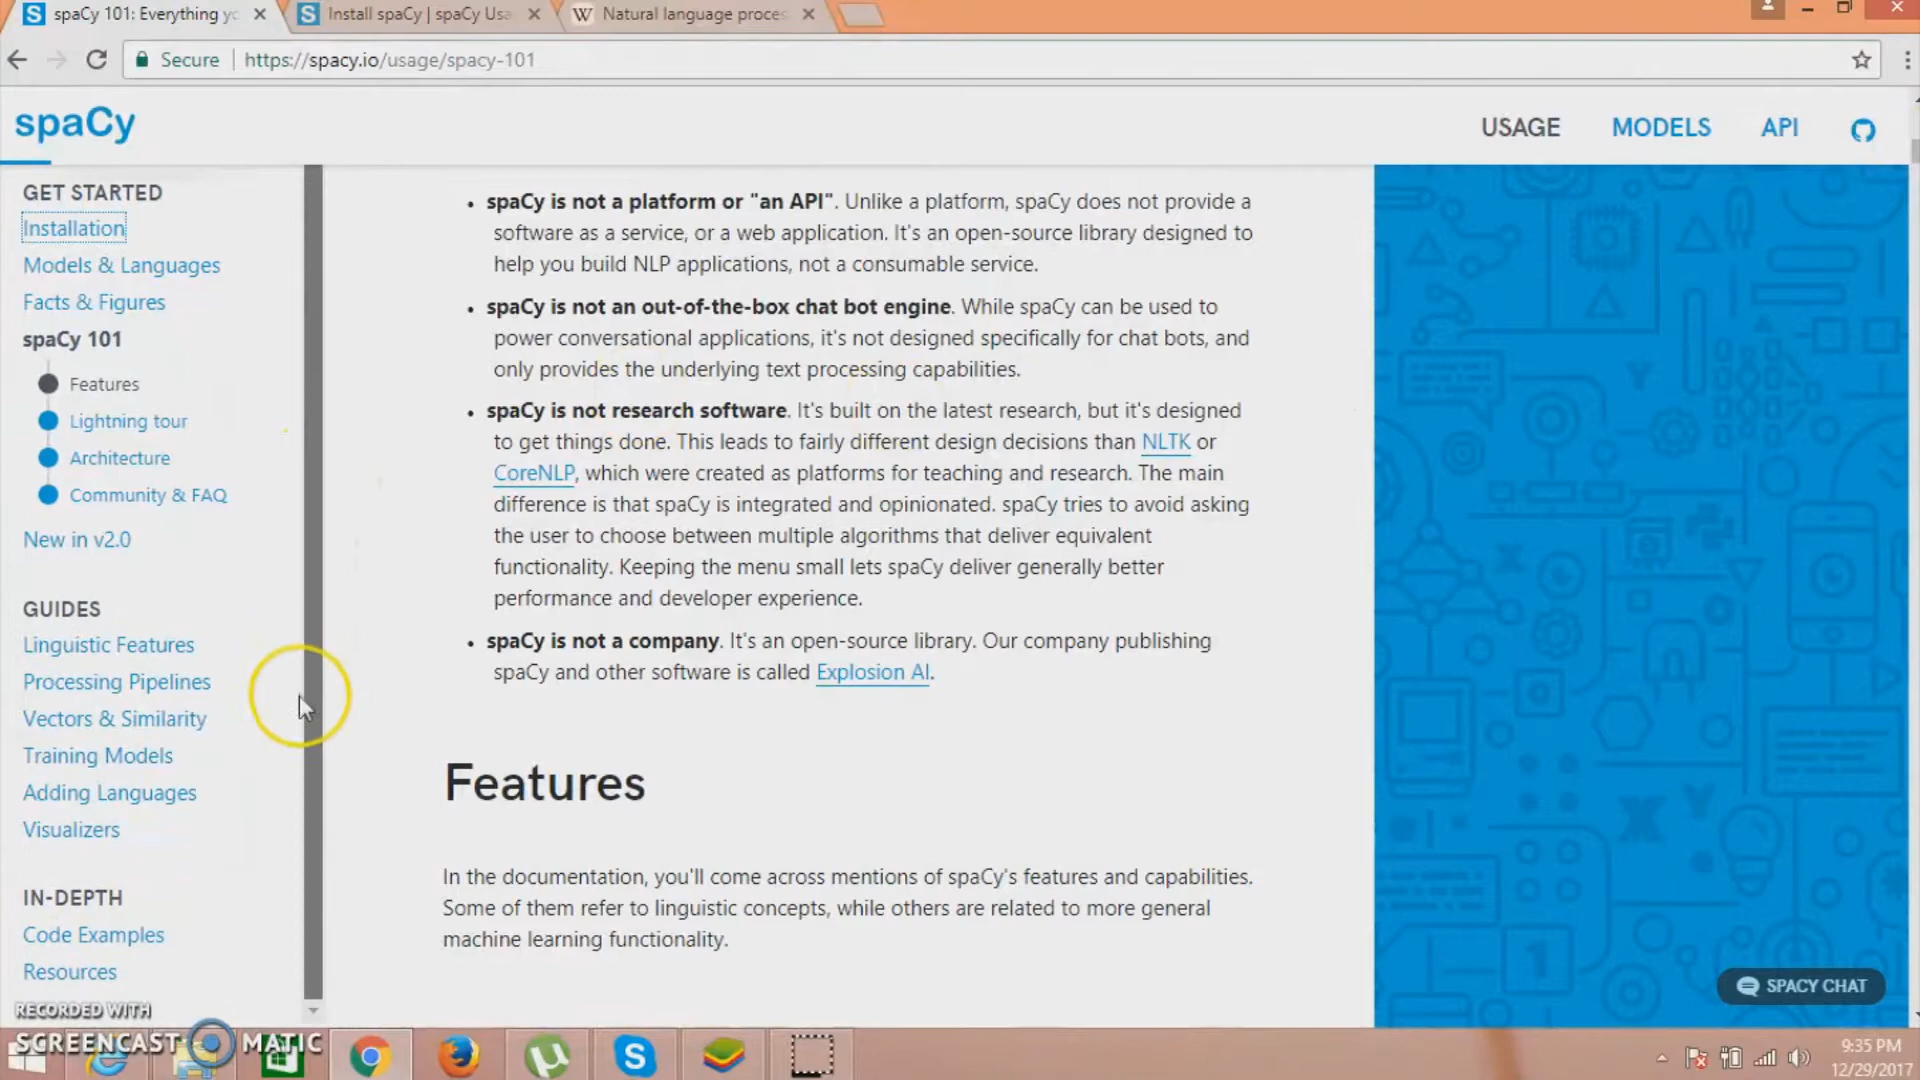 spaCy 101: Everything yo
Install spaCy | spaCy Usa
Natural language proces
Secure
https://spacy.io/usage/spacy-101
spaCy
USAGE
MODELS
API
GET STARTED
Installation
Models & Languages
Facts & Figures
spaCy 101
Features
Lightning tour
Architecture
Community & FAQ
New in v2.0
GUIDES
Linguistic Features
Processing Pipelines
Vectors & Similarity
Training Models
Adding Languages
Visualizers
IN-DEPTH
Code Examples
Resources
• spaCy is not a platform or "an API". Unlike a platform, spaCy does not provide a
software as a service, or a web application. It's an open-source library designed to
help you build NLP applications, not a consumable service.
• spaCy is not an out-of-the-box chat bot engine. While spaCy can be used to
power conversational applications, it's not designed specifically for chat bots, and
only provides the underlying text processing capabilities.
• spaCy is not research software. It's built on the latest research, but it's designed
to get things done. This leads to fairly different design decisions than NLTK or
CoreNLP, which were created as platforms for teaching and research. The main
difference is that spaCy is integrated and opinionated. spaCy tries to avoid asking
the user to choose between multiple algorithms that deliver equivalent
functionality. Keeping the menu small lets spaCy deliver generally better
performance and developer experience.
• spaCy is not a company. It's an open-source library. Our company publishing
spaCy and other software is called Explosion AI.
Features
In the documentation, you'll come across mentions of spaCy's features and capabilities.
Some of them refer to linguistic concepts, while others are related to more general
machine learning functionality.
SPACY CHAT
RECORDED WITH
SCREENCAST MATIC
9:35 PM
12/29/2017